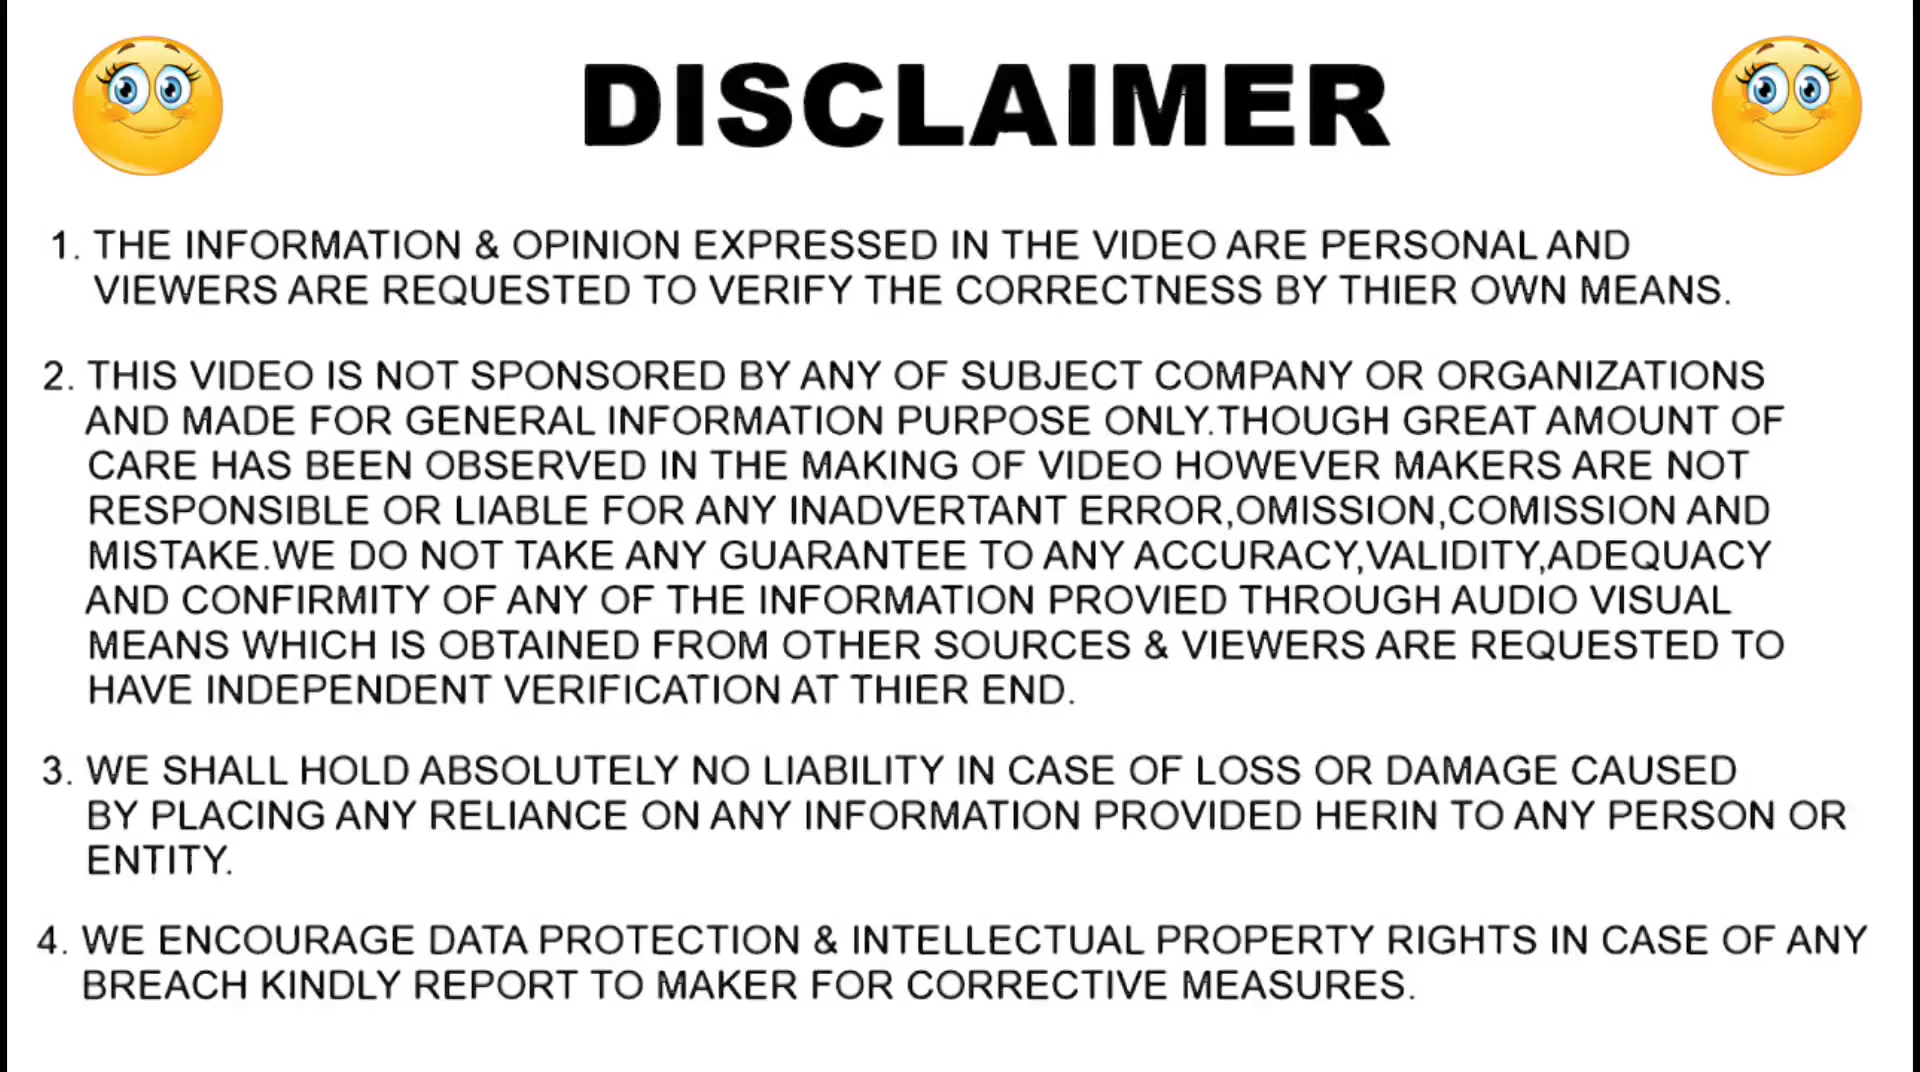 DISCLAIMER
1. THE INFORMATION & OPINION EXPRESSED IN THE VIDEO ARE PERSONAL AND
VIEWERS ARE REQUESTED TO VERIFY THE CORRECTNESS BY THIER OWN MEANS.
2. THIS VIDEO IS NOT SPONSORED BY ANY OF SUBJECT COMPANY OR ORGANIZATIONS
AND MADE FOR GENERAL INFORMATION PURPOSE ONLY.THOUGH GREAT AMOUNT OF
CARE HAS BEEN OBSERVED IN THE MAKING OF VIDEO HOWEVER MAKERS ARE NOT
RESPONSIBLE OR LIABLE FOR ANY INADVERTANT ERROR,OMISSION,COMISSION AND
MISTAKE.WE DO NOT TAKE ANY GUARANTEE TO ANY ACCURACY,VALIDITY,ADEQUACY
AND CONFIRMITY OF ANY OF THE INFORMATION PROVIED THROUGH AUDIO VISUAL
MEANS WHICH IS OBTAINED FROM OTHER SOURCES & VIEWERS ARE REQUESTED TO
HAVE INDEPENDENT VERIFICATION AT THIER END.
3. WE SHALL HOLD ABSOLUTELY NO LIABILITY IN CASE OF LOSS OR DAMAGE CAUSED
BY PLACING ANY RELIANCE ON ANY INFORMATION PROVIDED HERIN TO ANY PERSON OR
ENTITY.
4. WE ENCOURAGE DATA PROTECTION & INTELLECTUAL PROPERTY RIGHTS IN CASE OF ANY
BREACH KINDLY REPORT TO MAKER FOR CORRECTIVE MEASURES.